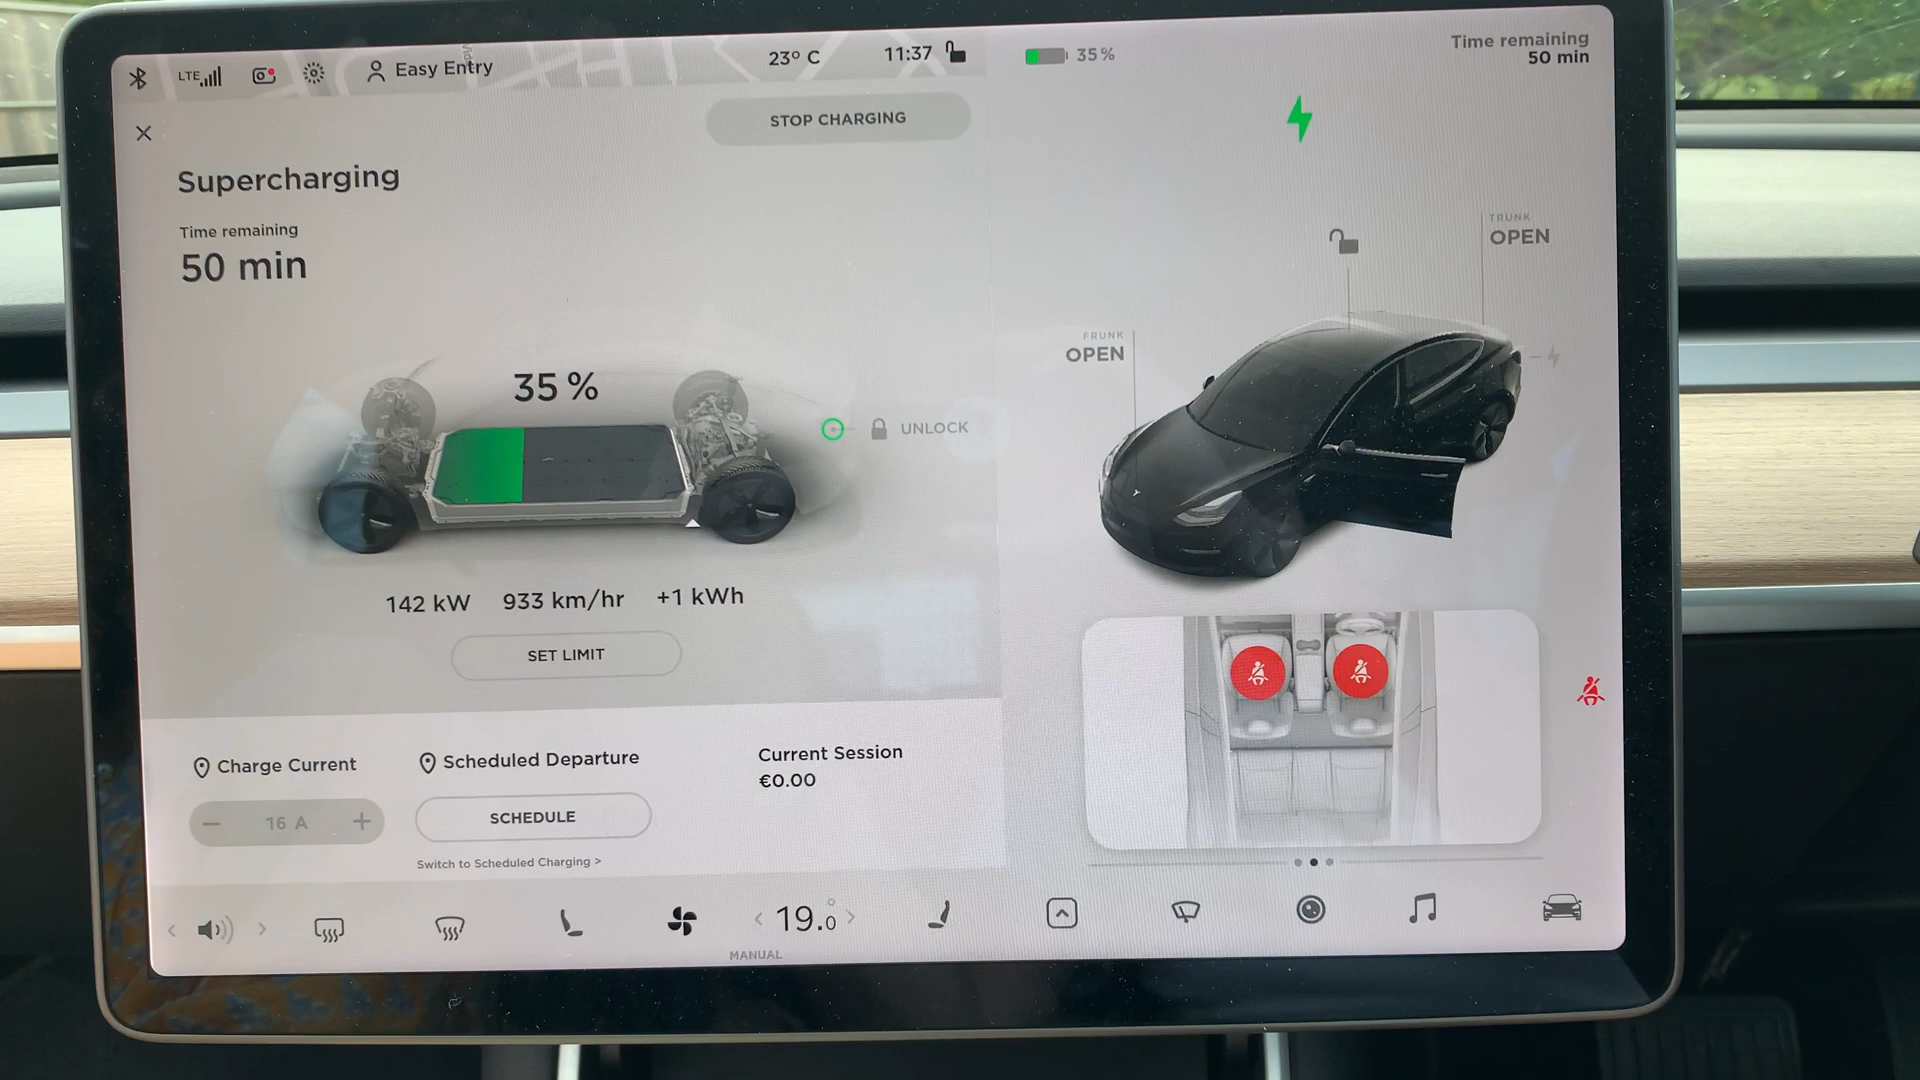 LTE
Easy Entry
23° C
11:37
35 %
Time remaining
50 min
STOP CHARGING
Supercharging
Time remaining
50 min
TRUNK
OPEN
FRUNK
OPEN
35 %
UNLOCK
142 kW 933 km/hr +1 kWh
SET LIMIT
Charge Current
Scheduled Departure
Current Session
€0.00
− 16 A +
SCHEDULE
Switch to Scheduled Charging >
< > < 19.0° >
MANUAL